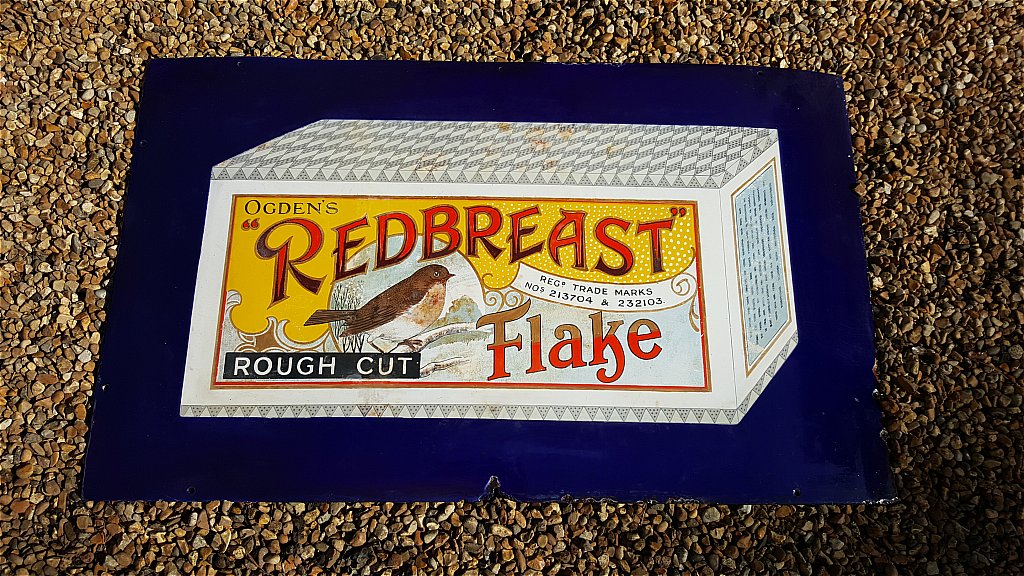 OGDEN'S
"REDBREAST"
REGD TRADE MARKS
NOS 213704 & 232103.
Flake
ROUGH CUT